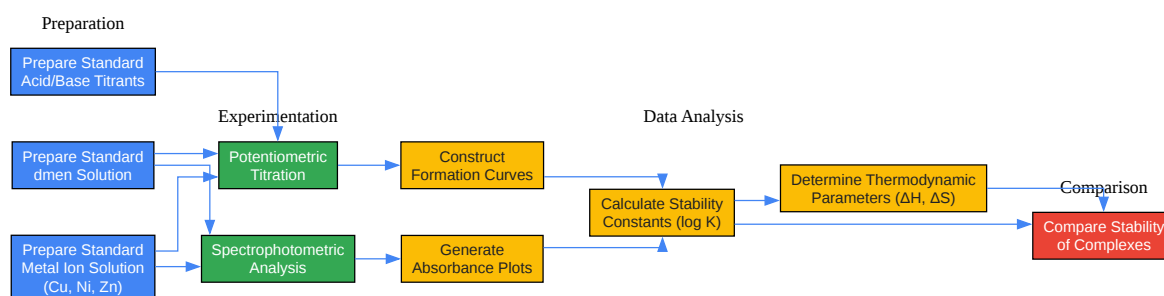 Preparation
Prepare Standard
Acid/Base Titrants
Prepare Standard
dmen Solution
Prepare Standard
Metal Ion Solution
(Cu, Ni, Zn)
Experimentation
Potentiometric
Titration
Spectrophotometric
Analysis
Data Analysis
Construct
Formation Curves
Generate
Absorbance Plots
Calculate Stability
Constants (log K)
Determine Thermodynamic
Parameters (ΔH, ΔS)
Comparison
Compare Stability
of Complexes